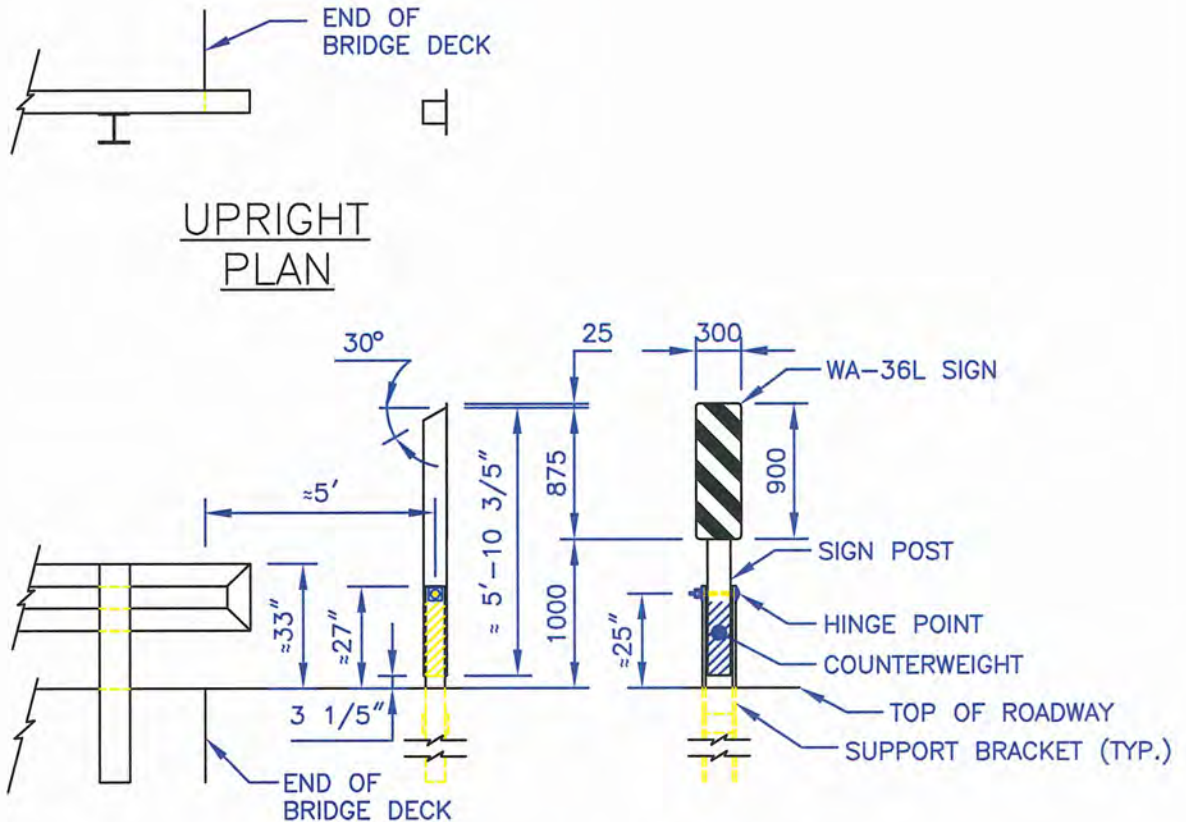 END OF
BRIDGE DECK
UPRIGHT
PLAN
30°
25
300
WA-36L SIGN
≈5'
≈ 5'-10 3/5"
875
900
SIGN POST
≈33"
≈27"
1000
≈25"
HINGE POINT
COUNTERWEIGHT
3 1/5"
TOP OF ROADWAY
SUPPORT BRACKET (TYP.)
END OF
BRIDGE DECK